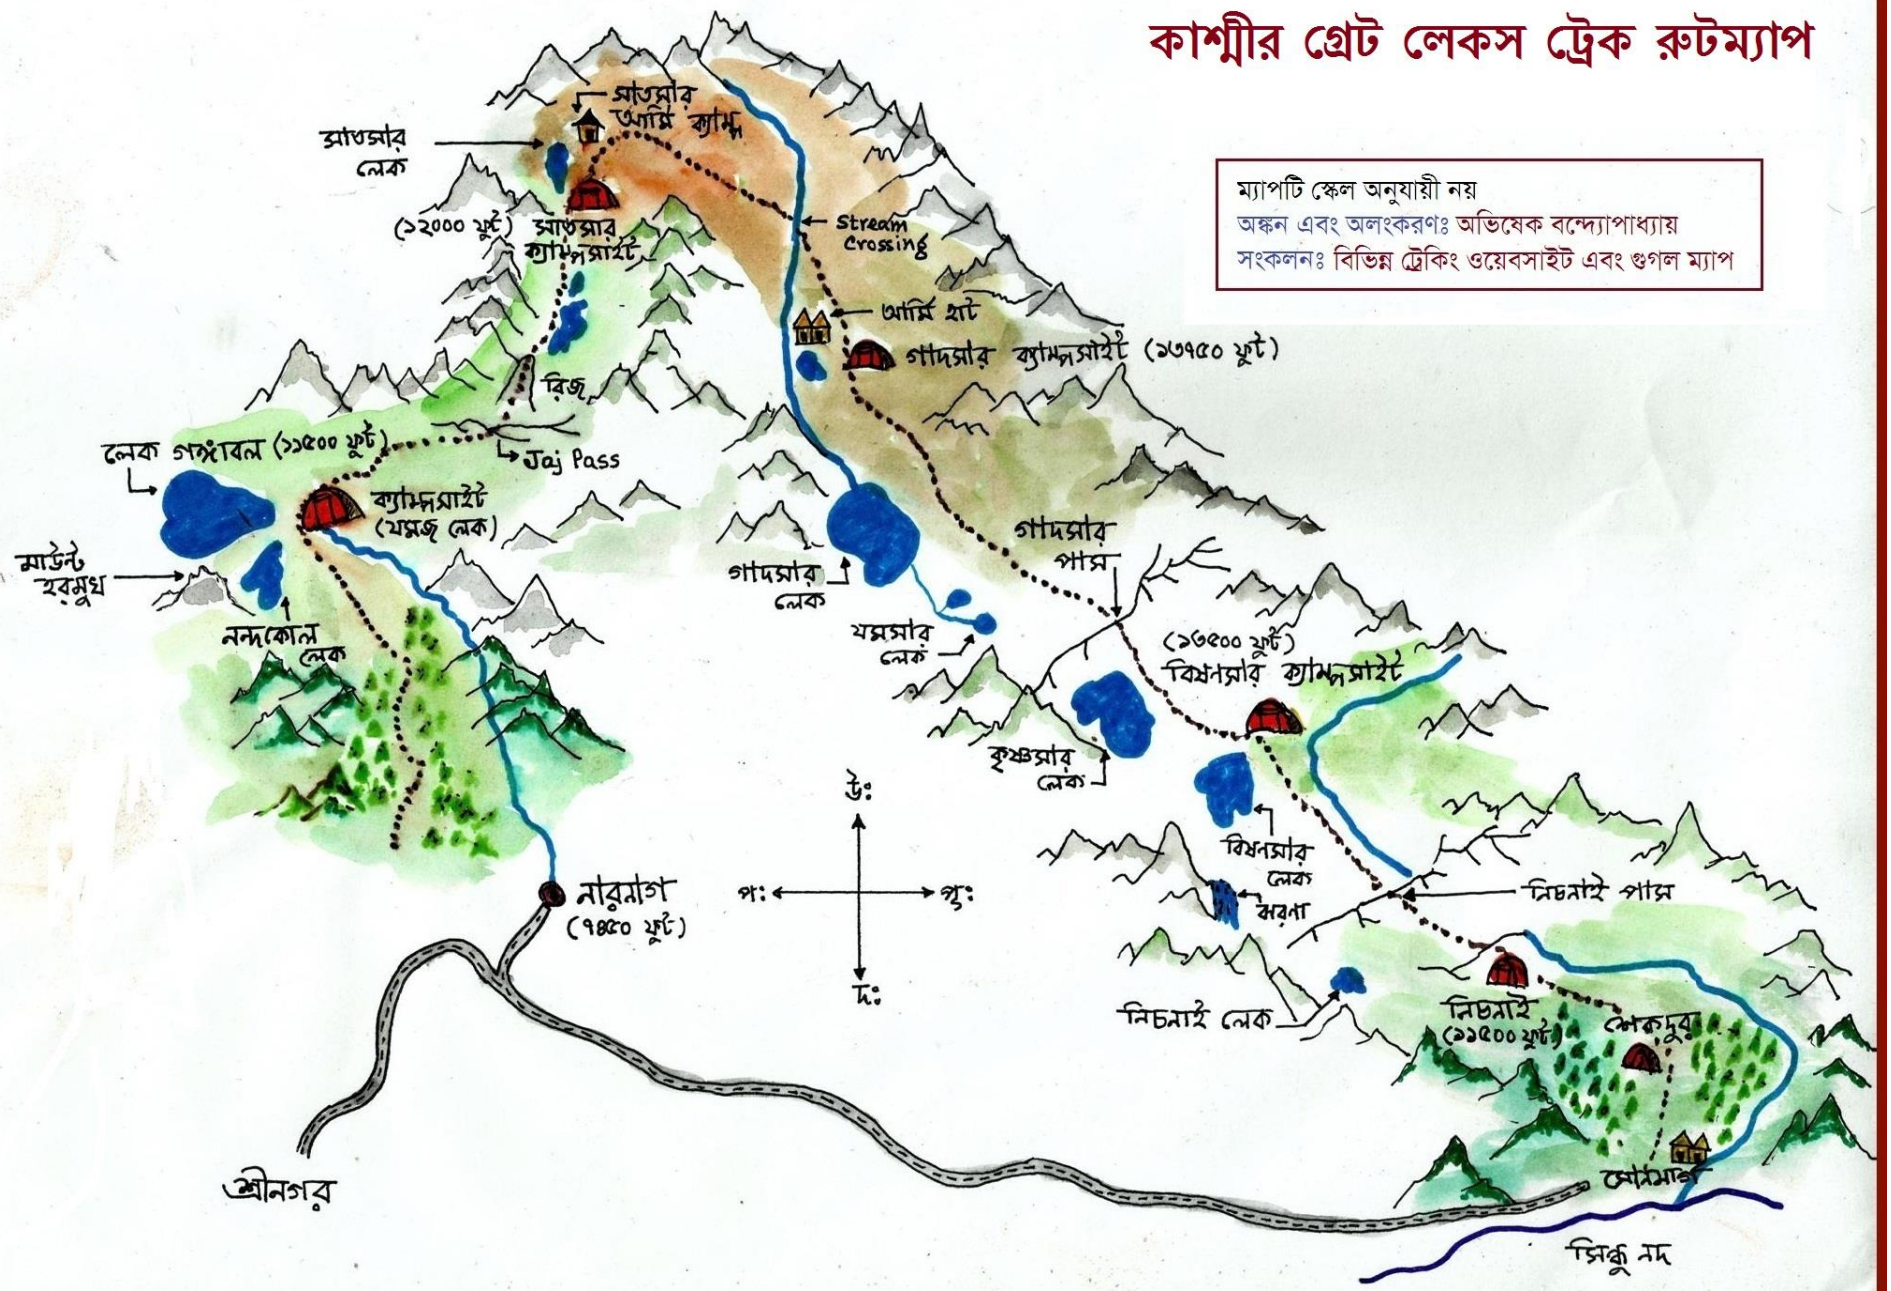 কাশ্মীর গ্রেট লেকস ট্রেক রুটম্যাপ
ম্যাপটি স্কেল অনুযায়ী নয়
অঙ্কন এবং অলংকরণঃ অভিষেক বন্দ্যোপাধ্যায়
সংকলনঃ বিভিন্ন ট্রেকিং ওয়েবসাইট এবং গুগল ম্যাপ
সাতসার
আর্মি ক্যাম্প
সাতসার
লেক
(১২০০০ ফুট) সাতসার
ক্যাম্পসাইট
Stream
Crossing
আর্মি হাট
গাদসার ক্যাম্পসাইট (১৩৭৫০ ফুট)
রিজ
Jaj Pass
লেক গঙ্গাবল (১১৫০০ ফুট)
ক্যাম্পসাইট
(যমজ লেক)
মাউন্ট
হরমুখ
নন্দকোল
লেক
গাদসার
লেক
গাদসার
পাস
যমসার
লেক
(১৩৫০০ ফুট)
বিষণসার ক্যাম্পসাইট
কৃষ্ণসার
লেক
বিষণসার
লেক
ঝরণা
নিচনাই পাস
নিচনাই লেক
নিচনাই
(১১৫০০ ফুট)
শেকদুর
সোনমার্গ
সিন্ধু নদ
উঃ
পঃ
পূঃ
দঃ
নারনাগ
(৭৪৫০ ফুট)
শ্রীনগর